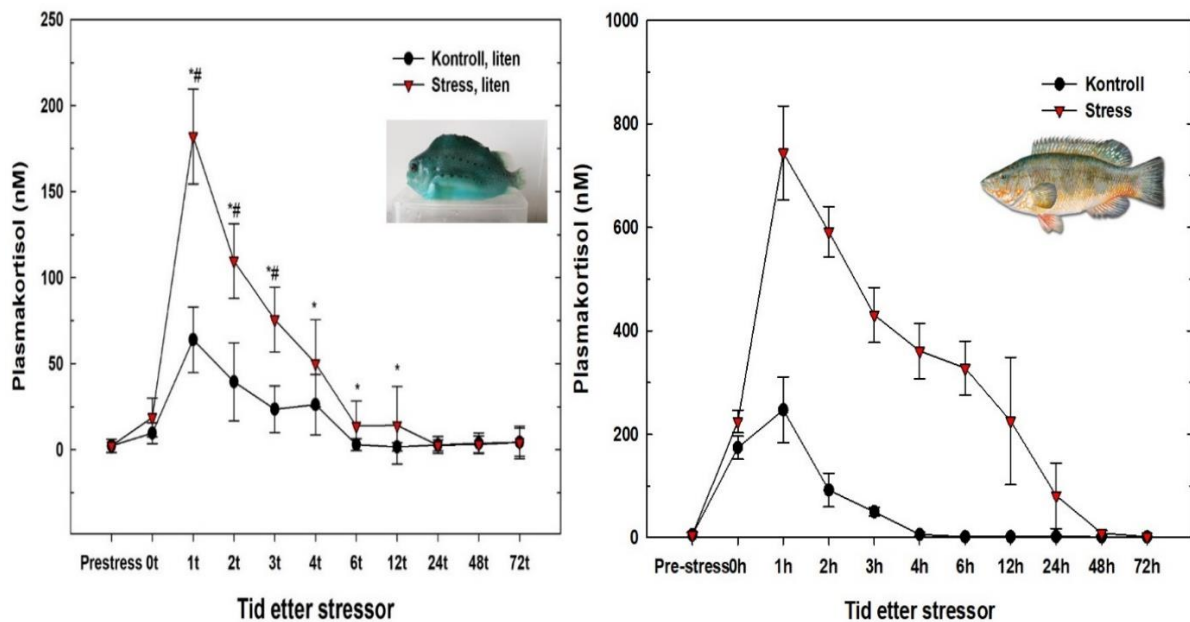 250
200
150
100
50
0
Plasmakortisol (nM)
Kontroll, liten
Stress, liten
*#
*#
*#
*
*
*
Prestress 0t 1t 2t 3t 4t 6t 12t 24t 48t 72t
Tid etter stressor
1000
800
600
400
200
0
Plasmakortisol (nM)
Kontroll
Stress
Pre-stress 0h 1h 2h 3h 4h 6h 12h 24h 48h 72h
Tid etter stressor